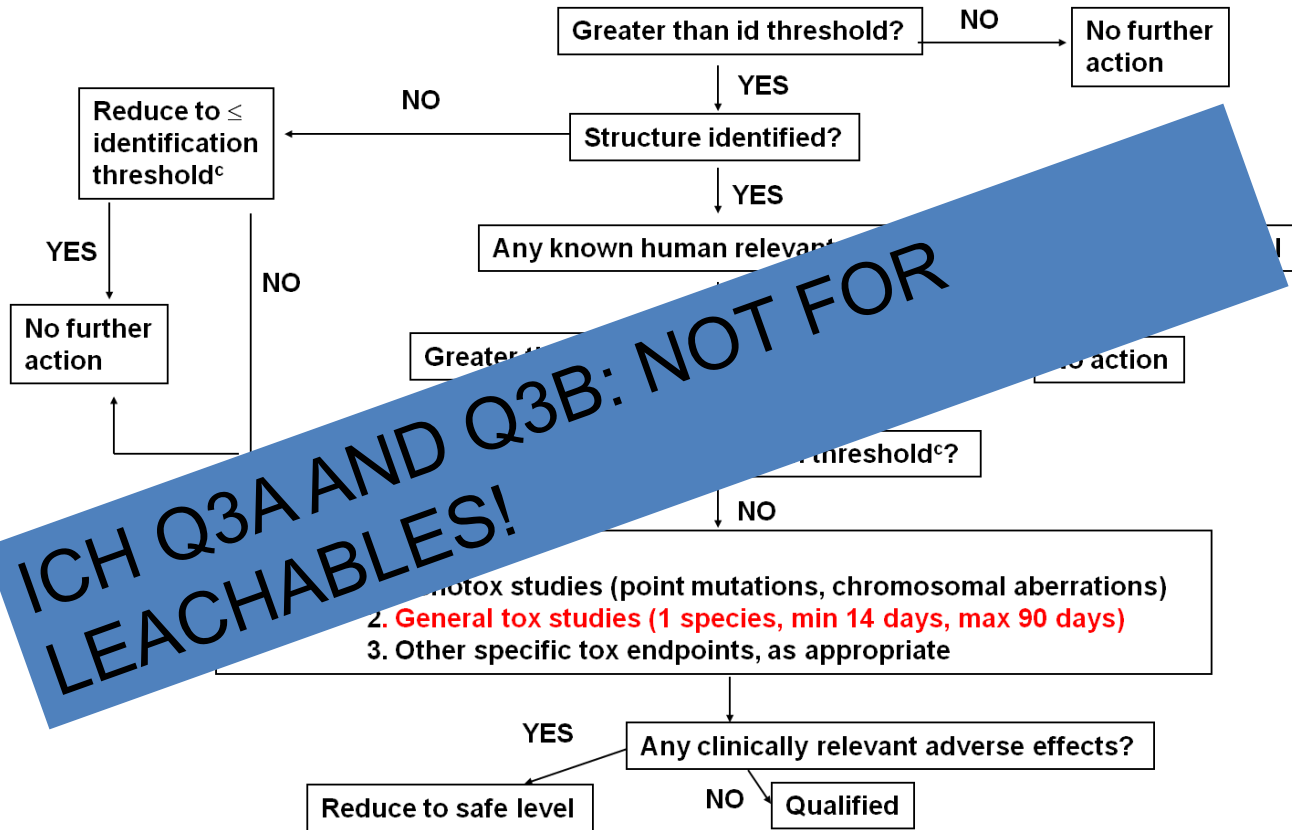 Greater than id threshold?
NO
No further
action
YES
NO
Reduce to ≤
identification
thresholdᶜ
Structure identified?
YES
YES
NO
Any known human relevant
No further
action
Greater
action
thresholdᶜ?
NO
ICH Q3A AND Q3B: NOT FOR
LEACHABLES!
studies (point mutations, chromosomal aberrations)
2. General tox studies (1 species, min 14 days, max 90 days)
3. Other specific tox endpoints, as appropriate
YES
Any clinically relevant adverse effects?
NO
Reduce to safe level
Qualified